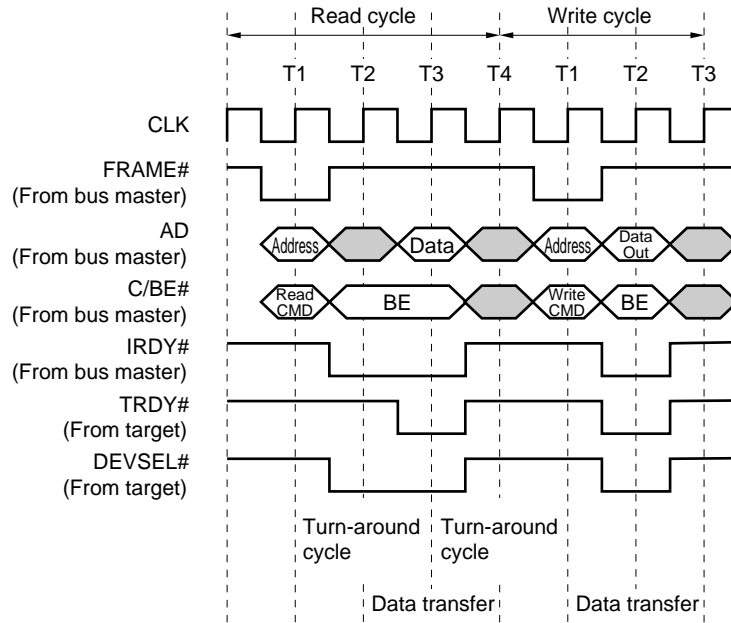 Read cycle Write cycle
T1 T2 T3 T4 T1 T2 T3
CLK
FRAME#
(From bus master)
AD
(From bus master)
Address Data Address Data
Out
C/BE#
(From bus master)
Read
CMD BE Write
CMD BE
IRDY#
(From bus master)
TRDY#
(From target)
DEVSEL#
(From target)
Turn-around
cycle
Turn-around
cycle
Data transfer Data transfer